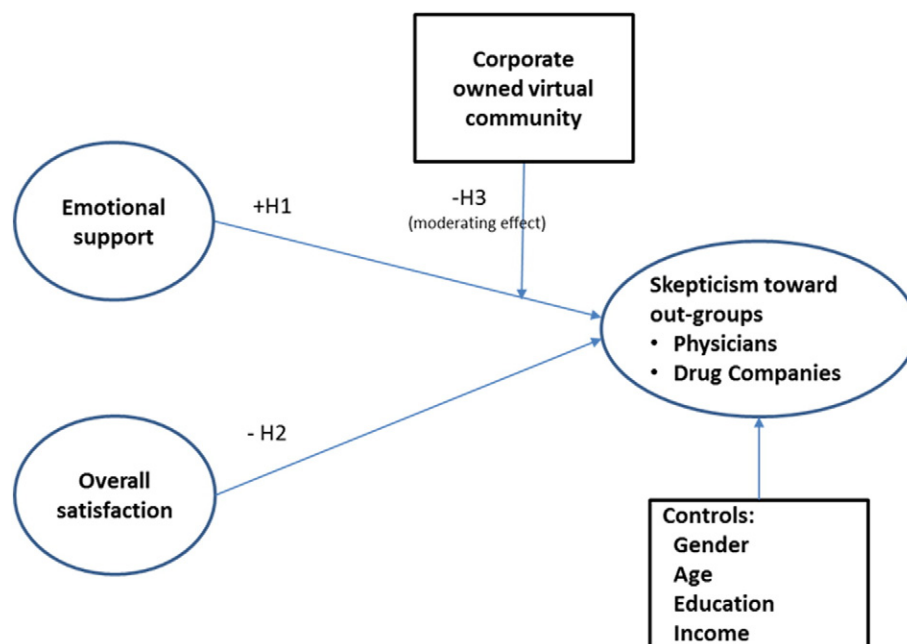 Corporate
owned virtual
community
Emotional
support
+H1
-H3
(moderating effect)
Skepticism toward
out-groups
• Physicians
• Drug Companies
- H2
Overall
satisfaction
Controls:
Gender
Age
Education
Income